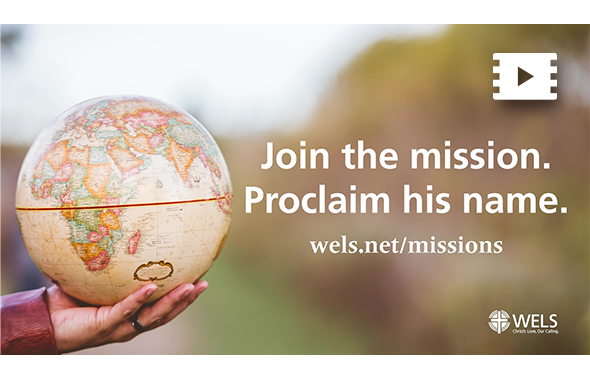 Join the mission.
Proclaim his name.
wels.net/missions
WELS
Christ's Love, Our Calling.